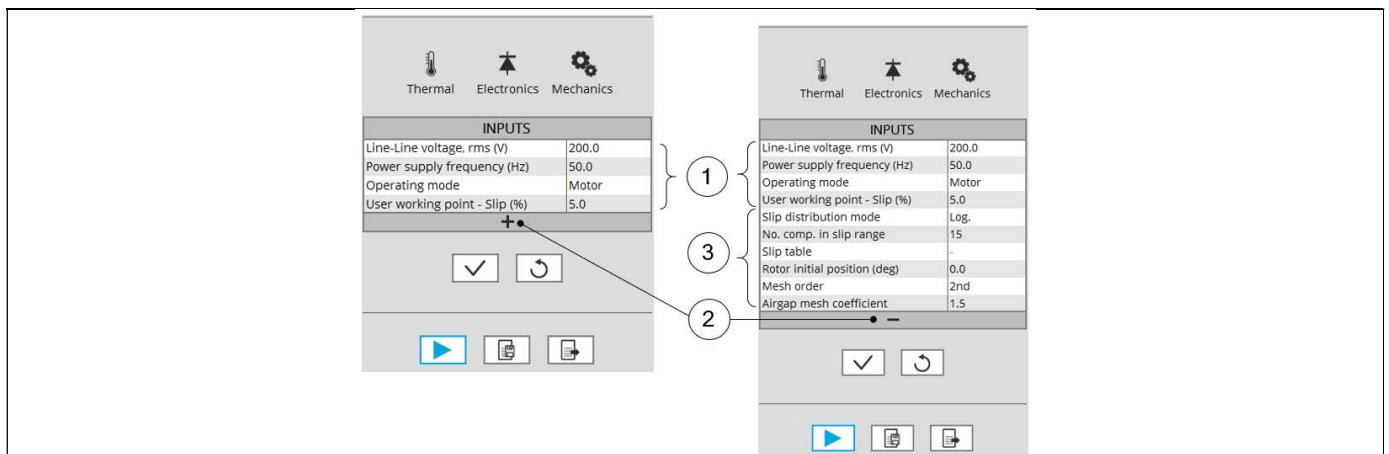 Thermal Electronics Mechanics
INPUTS
Line-Line voltage, rms (V) 200.0
Power supply frequency (Hz) 50.0
Operating mode Motor
User working point - Slip (%) 5.0
+
1
3
2
Thermal Electronics Mechanics
INPUTS
Line-Line voltage, rms (V) 200.0
Power supply frequency (Hz) 50.0
Operating mode Motor
User working point - Slip (%) 5.0
Slip distribution mode Log.
No. comp. in slip range 15
Slip table -
Rotor initial position (deg) 0.0
Mesh order 2nd
Airgap mesh coefficient 1.5
−